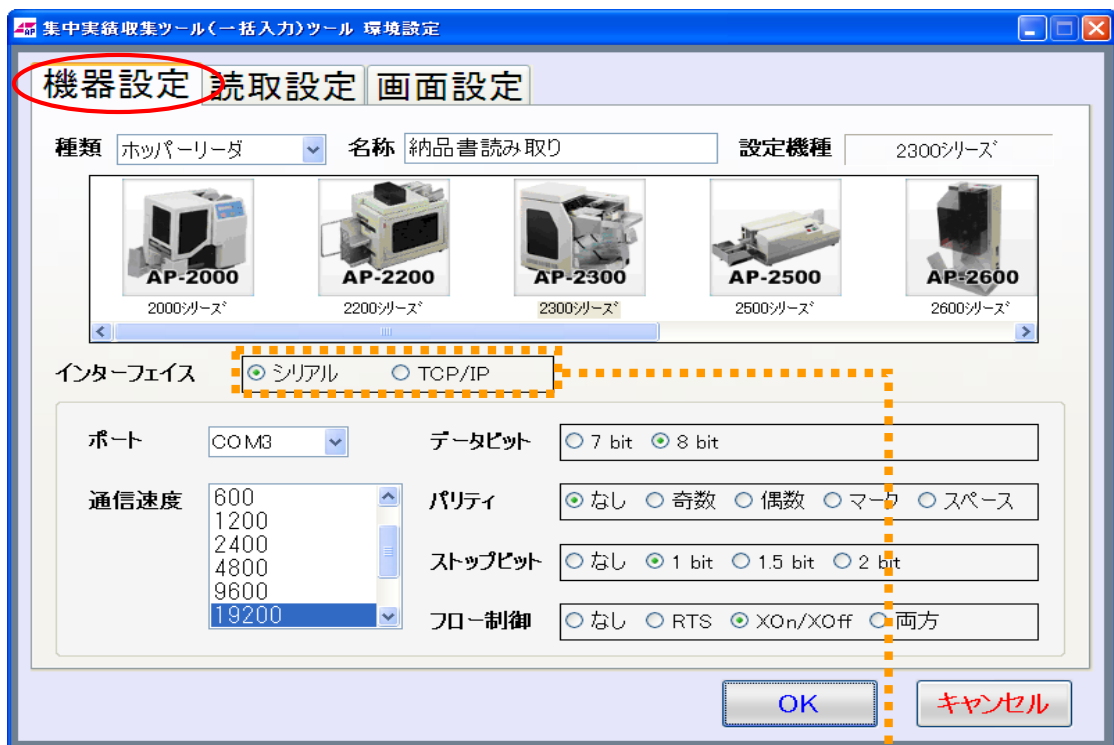 AP 集中実績収集ツール(一括入力)ツール 環境設定
機器設定 読取設定 画面設定
種類 ホッパーリーダ 名称 納品書読み取り 設定機種 2300ｼﾘｰｽﾞ
AP-2000 AP-2200 AP-2300 AP-2500 AP-2600
2000ｼﾘｰｽﾞ 2200ｼﾘｰｽﾞ 2300ｼﾘｰｽﾞ 2500ｼﾘｰｽﾞ 2600ｼﾘｰｽﾞ
インターフェイス シリアル TCP/IP
ポート COM3 データビット 7 bit 8 bit
通信速度 600 パリティ なし 奇数 偶数 マーク スペース
1200
2400
4800 ストップビット なし 1 bit 1.5 bit 2 bit
9600
19200 フロー制御 なし RTS XOn/XOff 両方
OK キャンセル